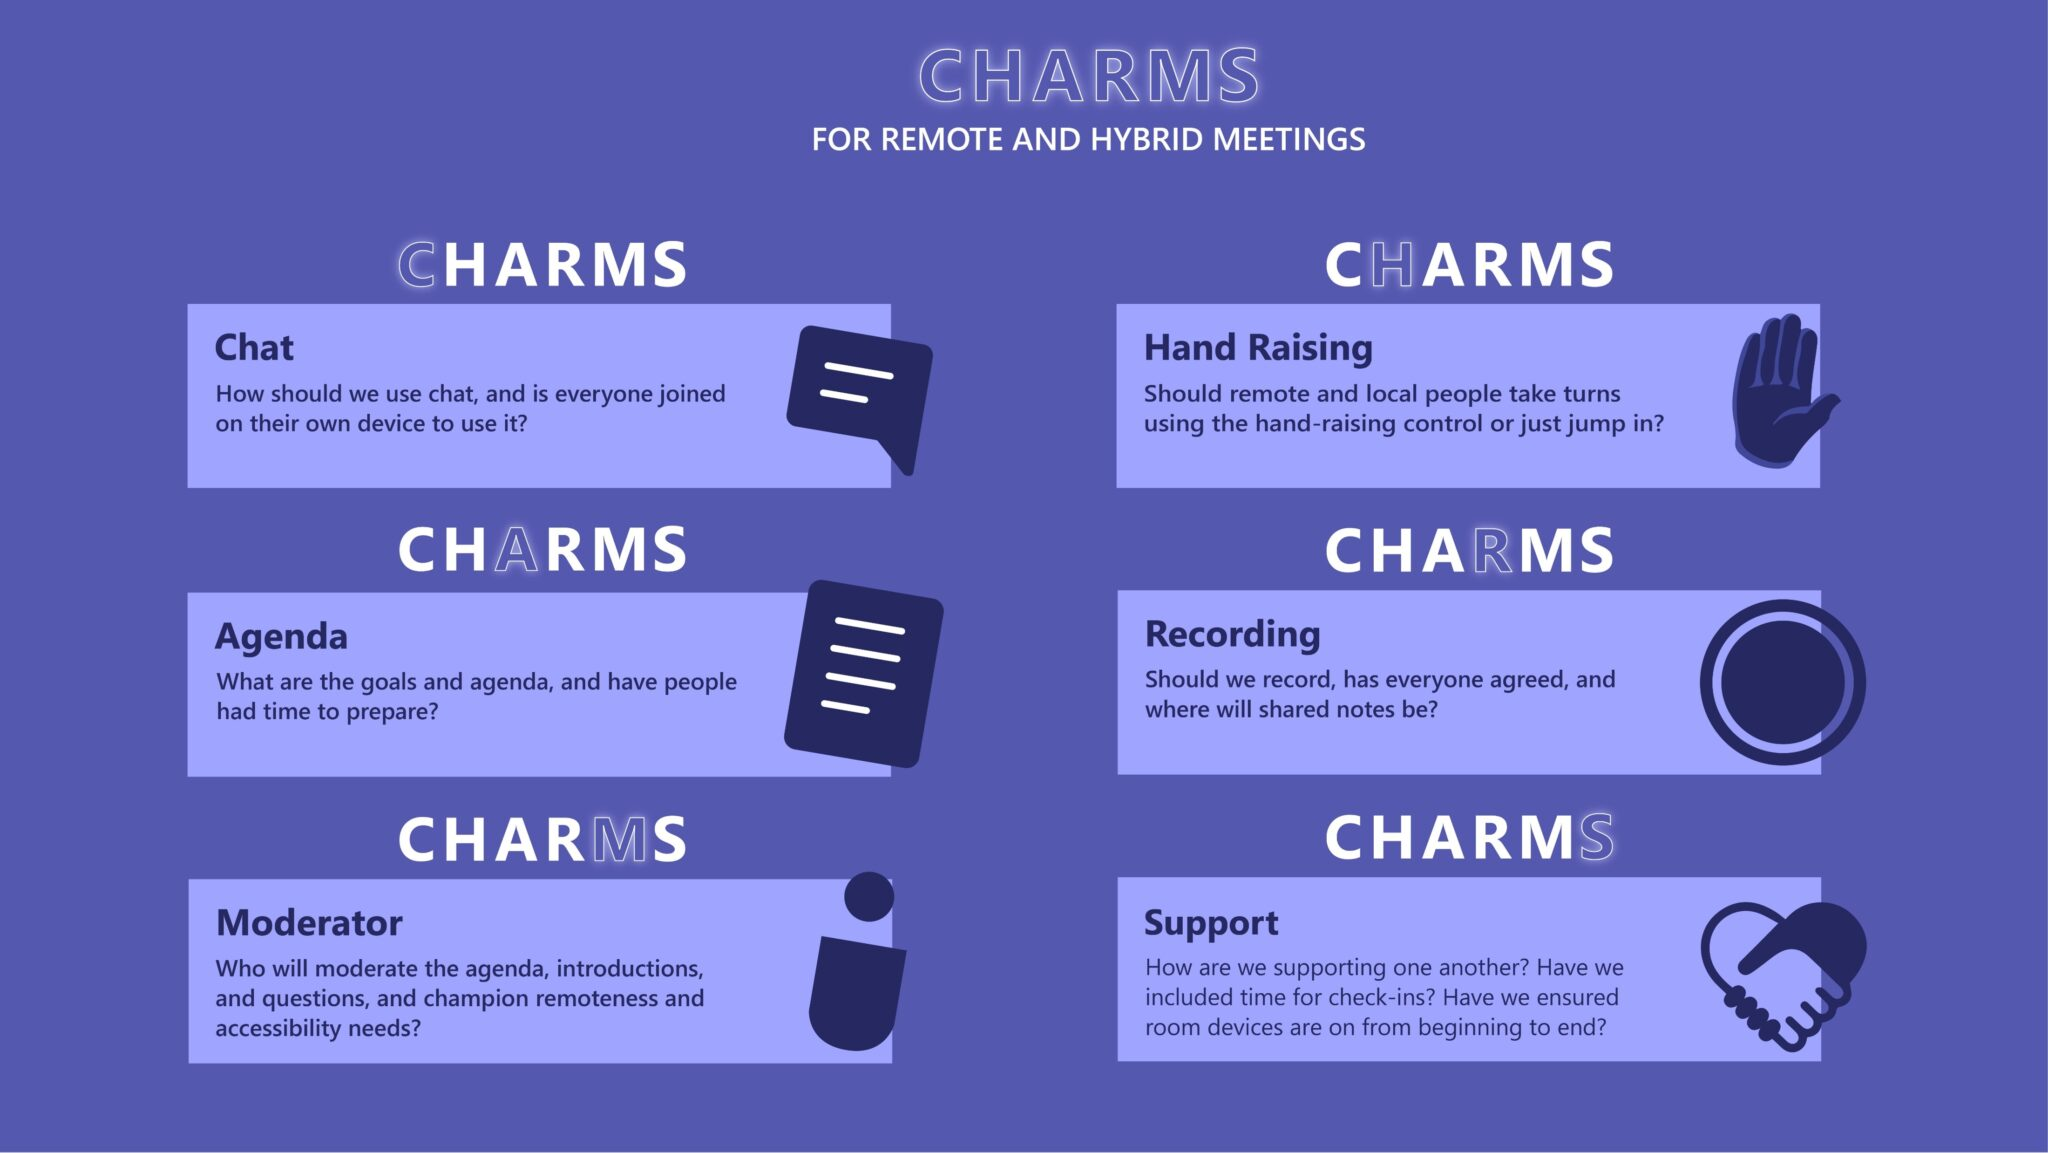 CHARMS
FOR REMOTE AND HYBRID MEETINGS
CHARMS
Chat
How should we use chat, and is everyone joined
on their own device to use it?
CHARMS
Hand Raising
Should remote and local people take turns
using the hand-raising control or just jump in?
CHARMS
Agenda
What are the goals and agenda, and have people
had time to prepare?
CHARMS
Recording
Should we record, has everyone agreed, and
where will shared notes be?
CHARMS
Moderator
Who will moderate the agenda, introductions,
and questions, and champion remoteness and
accessibility needs?
CHARMS
Support
How are we supporting one another? Have we
included time for check-ins? Have we ensured
room devices are on from beginning to end?